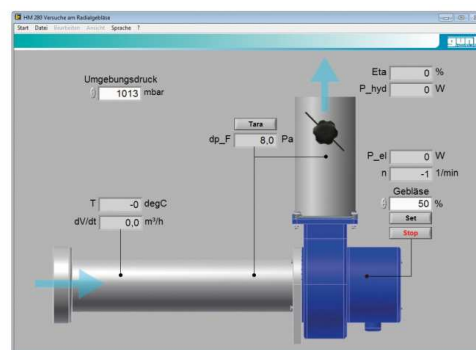 HM 280 Versuche am Radialgebläse
Start Datei Bearbeiten Ansicht Sprache ?
Umgebungsdruck
1013 mbar
Eta 0 %
P_hyd 0 W
Tara
dp_F 8,0 Pa
P_el 0 W
n -1 1/min
Gebläse
50 %
Set
Stop
T -0 degC
dV/dt 0,0 m³/h